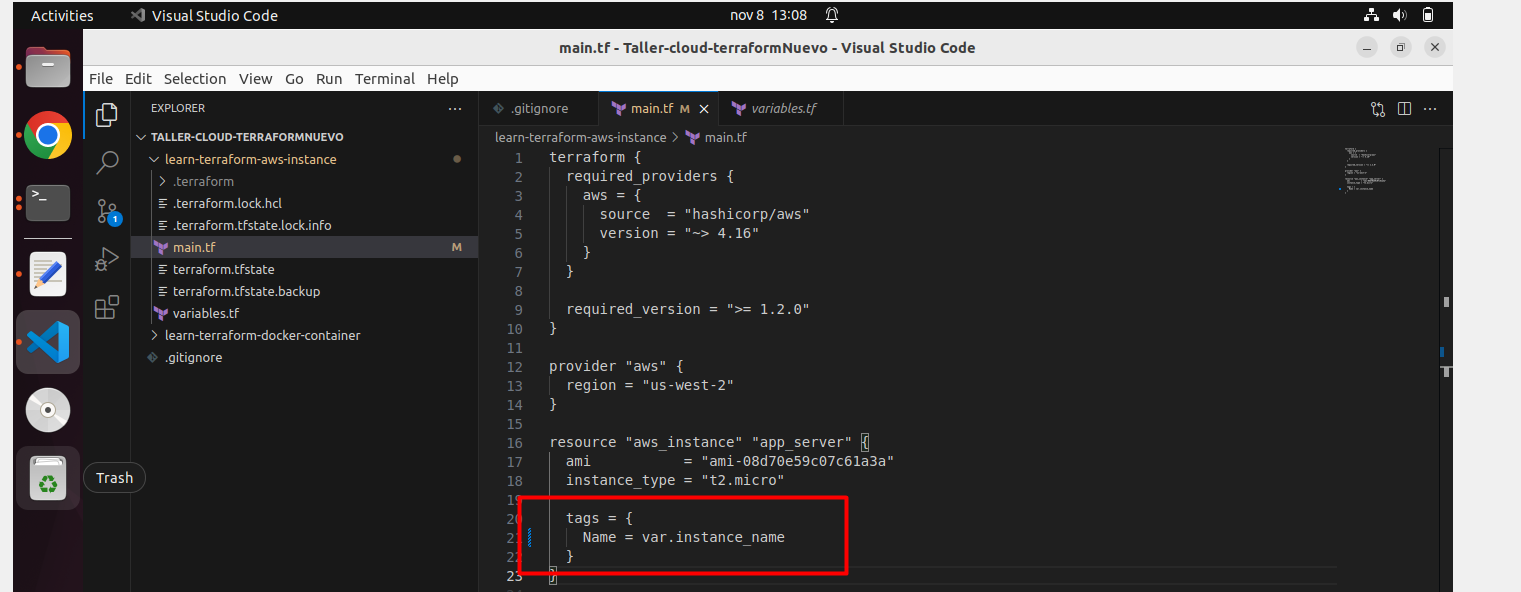 Activities
Visual Studio Code
nov 8 13:08
main.tf - Taller-cloud-terraformNuevo - Visual Studio Code
File Edit Selection View Go Run Terminal Help
EXPLORER
TALLER-CLOUD-TERRAFORMNUEVO
learn-terraform-aws-instance
.terraform
.terraform.lock.hcl
.terraform.tfstate.lock.info
main.tf M
terraform.tfstate
terraform.tfstate.backup
variables.tf
learn-terraform-docker-container
.gitignore
1
Trash
.gitignore
main.tf M
variables.tf
learn-terraform-aws-instance > main.tf
1 terraform {
2 required_providers {
3 aws = {
4 source = "hashicorp/aws"
5 version = "~> 4.16"
6 }
7 }
8
9 required_version = ">= 1.2.0"
10 }
11
12 provider "aws" {
13 region = "us-west-2"
14 }
15
16 resource "aws_instance" "app_server" {
17 ami = "ami-08d70e59c07c61a3a"
18 instance_type = "t2.micro"
19
20 tags = {
21 Name = var.instance_name
22 }
23 }